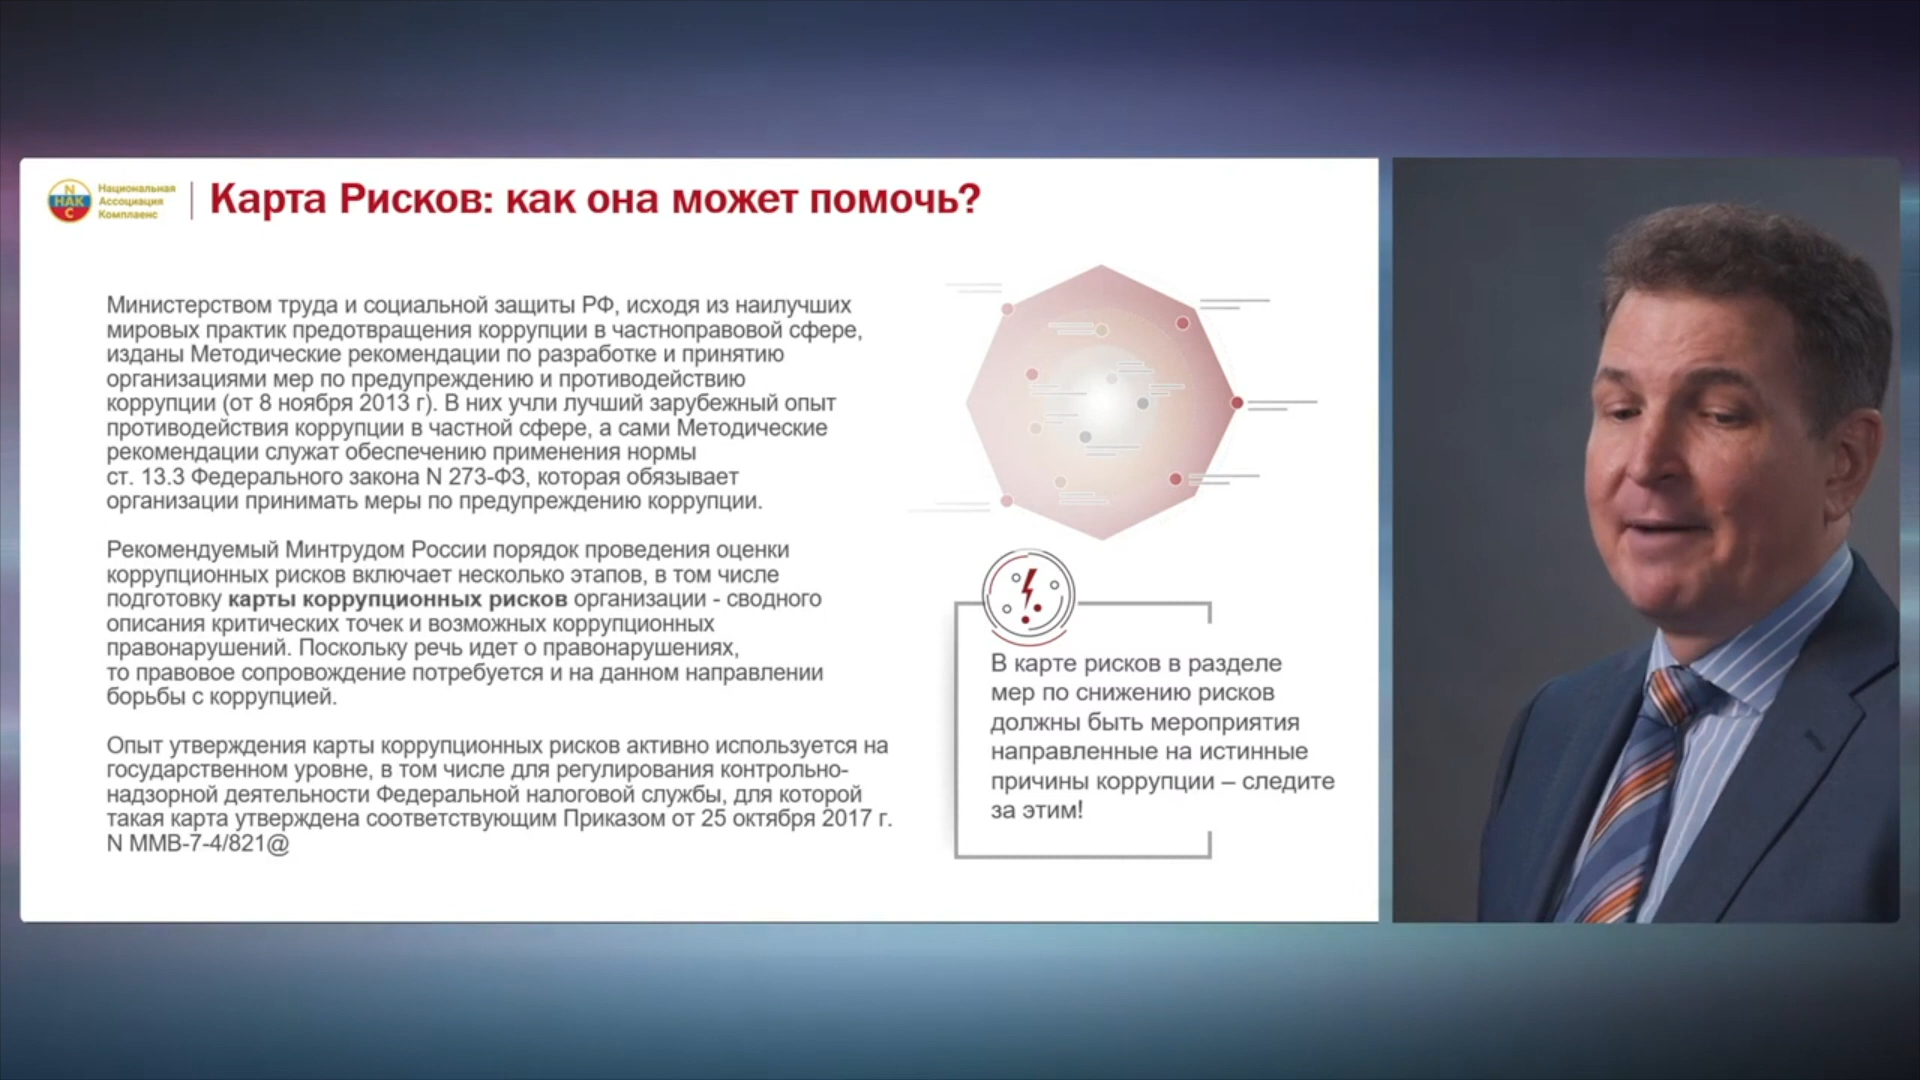 N
НАК
C
Национальная
Ассоциация
Комплаенс
Карта Рисков: как она может помочь?
Министерством труда и социальной защиты РФ, исходя из наилучших
мировых практик предотвращения коррупции в частноправовой сфере,
изданы Методические рекомендации по разработке и принятию
организациями мер по предупреждению и противодействию
коррупции (от 8 ноября 2013 г). В них учли лучший зарубежный опыт
противодействия коррупции в частной сфере, а сами Методические
рекомендации служат обеспечению применения нормы
ст. 13.3 Федерального закона N 273-ФЗ, которая обязывает
организации принимать меры по предупреждению коррупции.
Рекомендуемый Минтрудом России порядок проведения оценки
коррупционных рисков включает несколько этапов, в том числе
подготовку карты коррупционных рисков организации - сводного
описания критических точек и возможных коррупционных
правонарушений. Поскольку речь идет о правонарушениях,
то правовое сопровождение потребуется и на данном направлении
борьбы с коррупцией.
Опыт утверждения карты коррупционных рисков активно используется на
государственном уровне, в том числе для регулирования контрольно-
надзорной деятельности Федеральной налоговой службы, для которой
такая карта утверждена соответствующим Приказом от 25 октября 2017 г.
N ММВ-7-4/821@
В карте рисков в разделе
мер по снижению рисков
должны быть мероприятия
направленные на истинные
причины коррупции – следите
за этим!